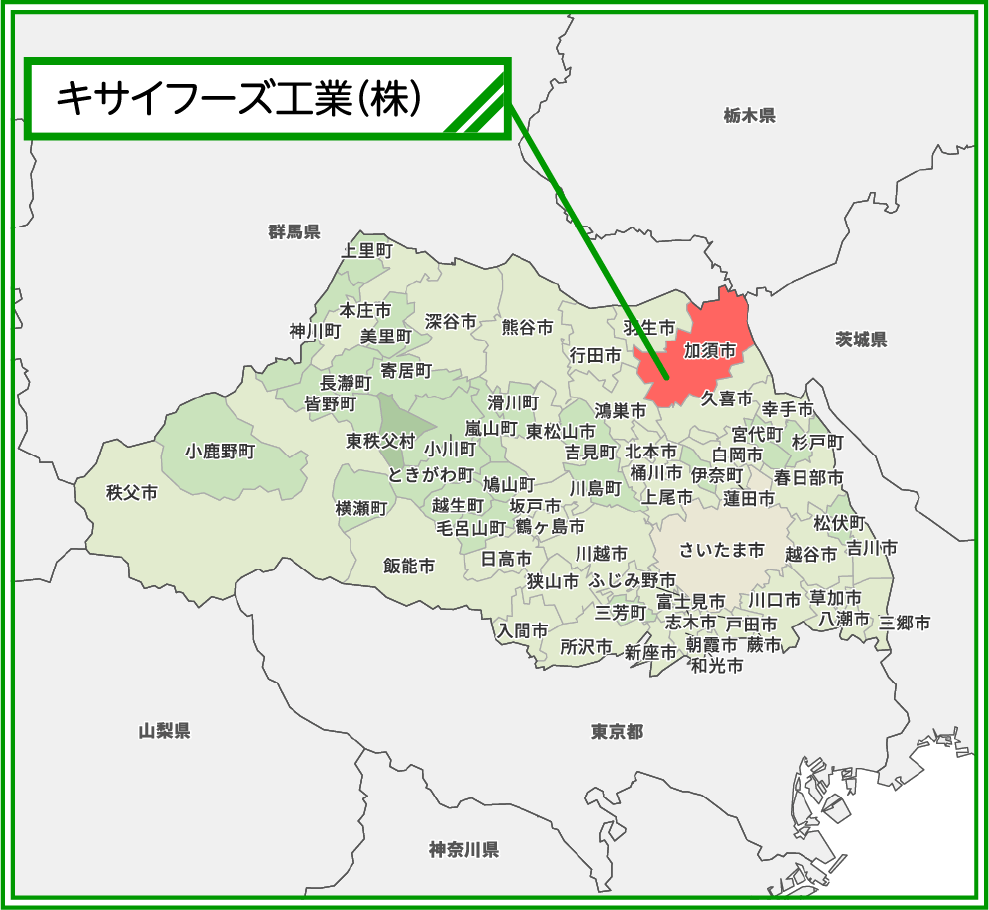 キサイフーズ工業(株)
栃木県
群馬県
上里町
本庄市
深谷市
熊谷市
羽生市
加須市
神川町
美里町
行田市
茨城県
寄居町
長瀞町
皆野町
滑川町
鴻巣市
久喜市
幸手市
嵐山町
東松山市
宮代町
杉戸町
東秩父村
小川町
吉見町
北本市
白岡市
小鹿野町
ときがわ町
桶川市
伊奈町
春日部市
秩父市
鳩山町
川島町
上尾市
蓮田市
横瀬町
越生町
坂戸市
毛呂山町
鶴ヶ島市
松伏町
飯能市
日高市
川越市
さいたま市
越谷市
吉川市
狭山市
ふじみ野市
富士見市
川口市
草加市
三芳町
志木市
戸田市
八潮市
三郷市
入間市
所沢市
新座市
朝霞市
蕨市
和光市
山梨県
東京都
神奈川県